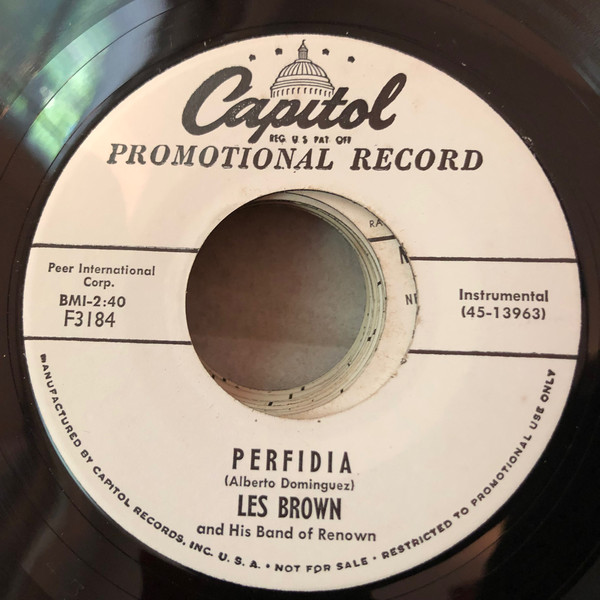 Capitol
REG. U S PAT OFF
PROMOTIONAL RECORD
RA
Peer International
Corp.
BMI-2:40
F3184
Instrumental
(45-13963)
PERFIDIA
(Alberto Dominguez)
LES BROWN
and His Band of Renown
MANUFACTURED BY CAPITOL RECORDS, INC. U. S. A. • NOT FOR SALE • RESTRICTED TO PROMOTIONAL USE ONLY